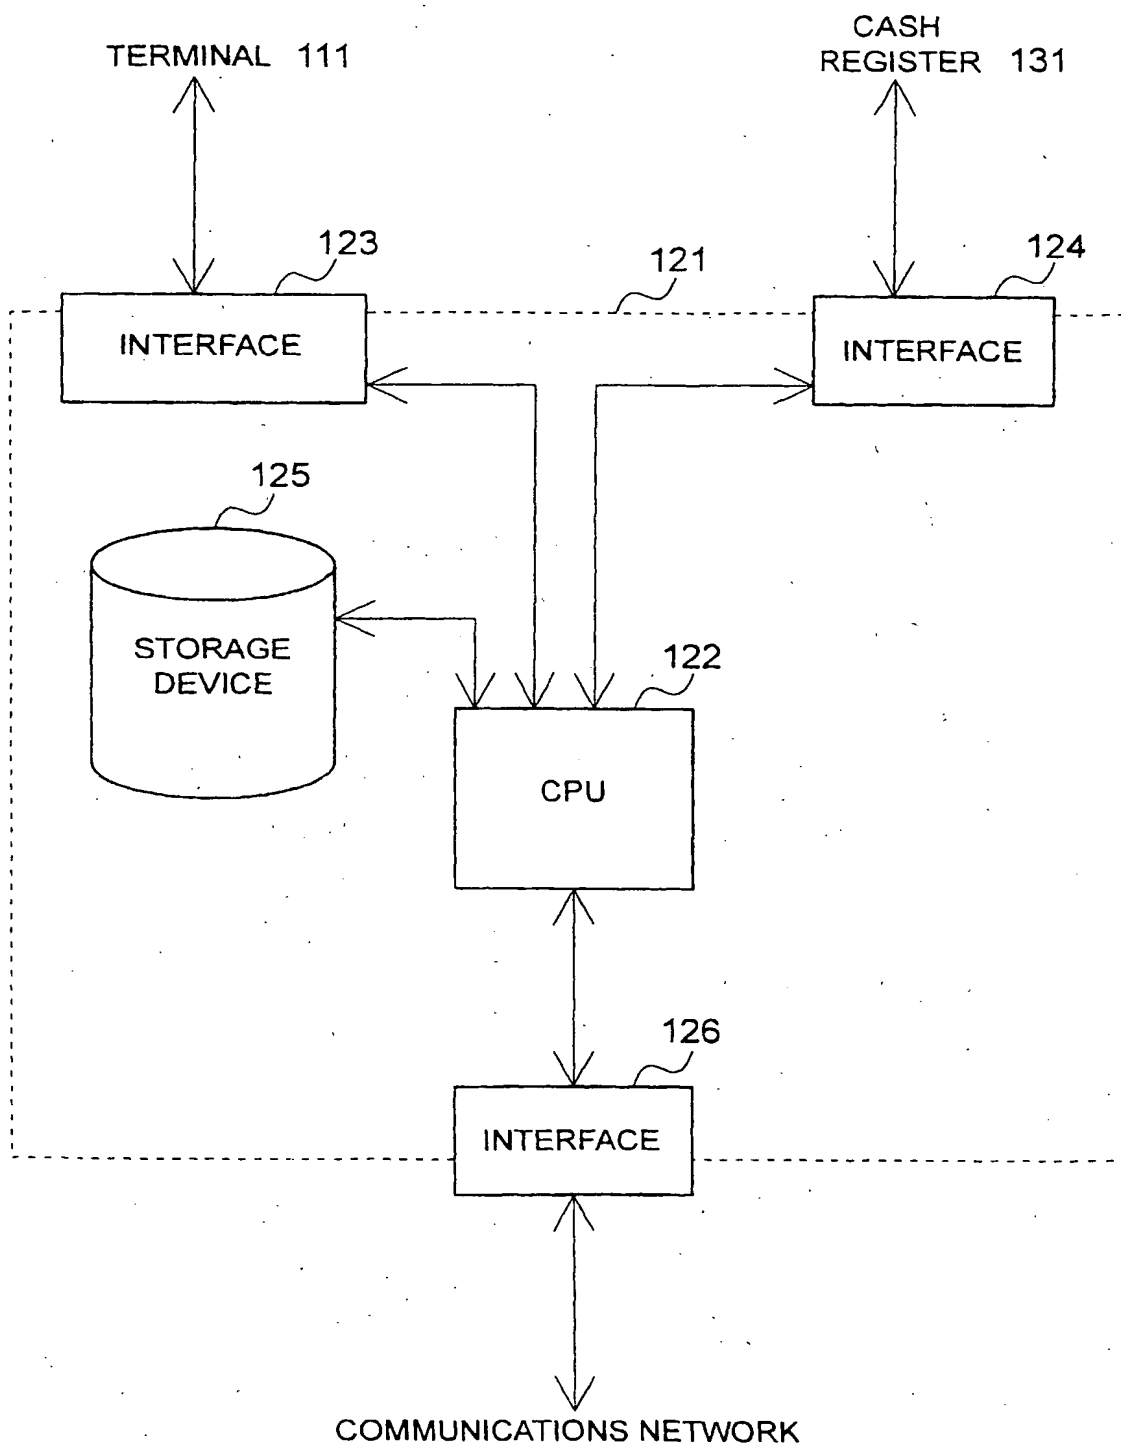 TERMINAL 111
CASH
REGISTER 131
123
121
124
INTERFACE
INTERFACE
125
STORAGE
DEVICE
122
CPU
126
INTERFACE
COMMUNICATIONS NETWORK